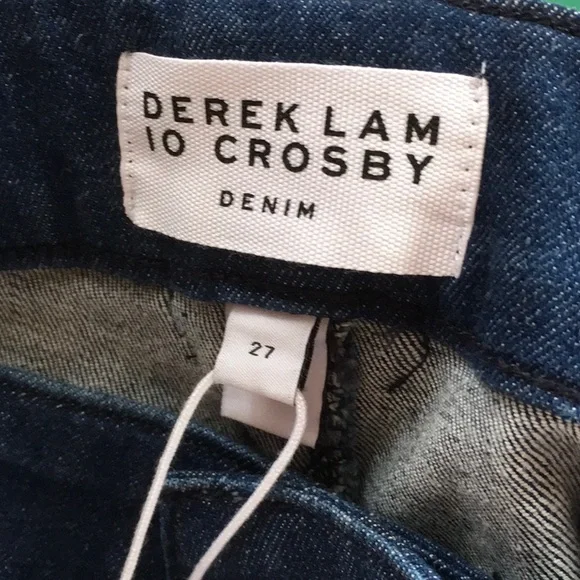 DEREK LAM
10 CROSBY
DENIM
27